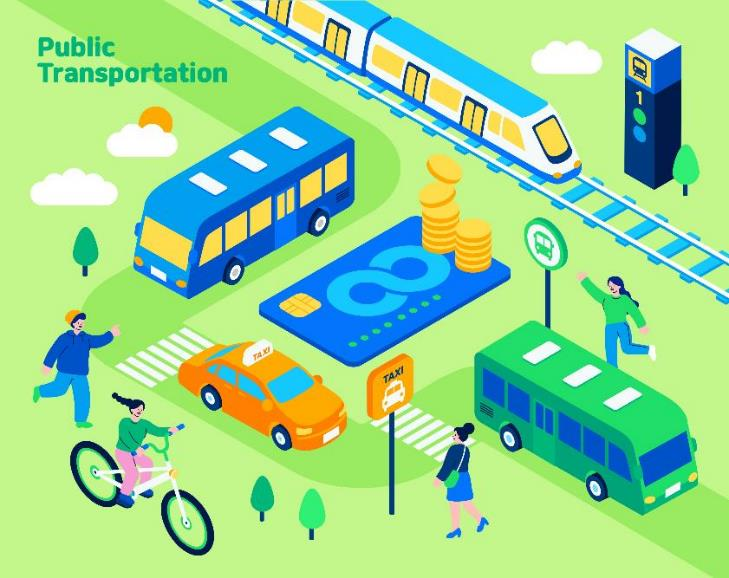 Public
Transportation
1
TAXI
TAXI